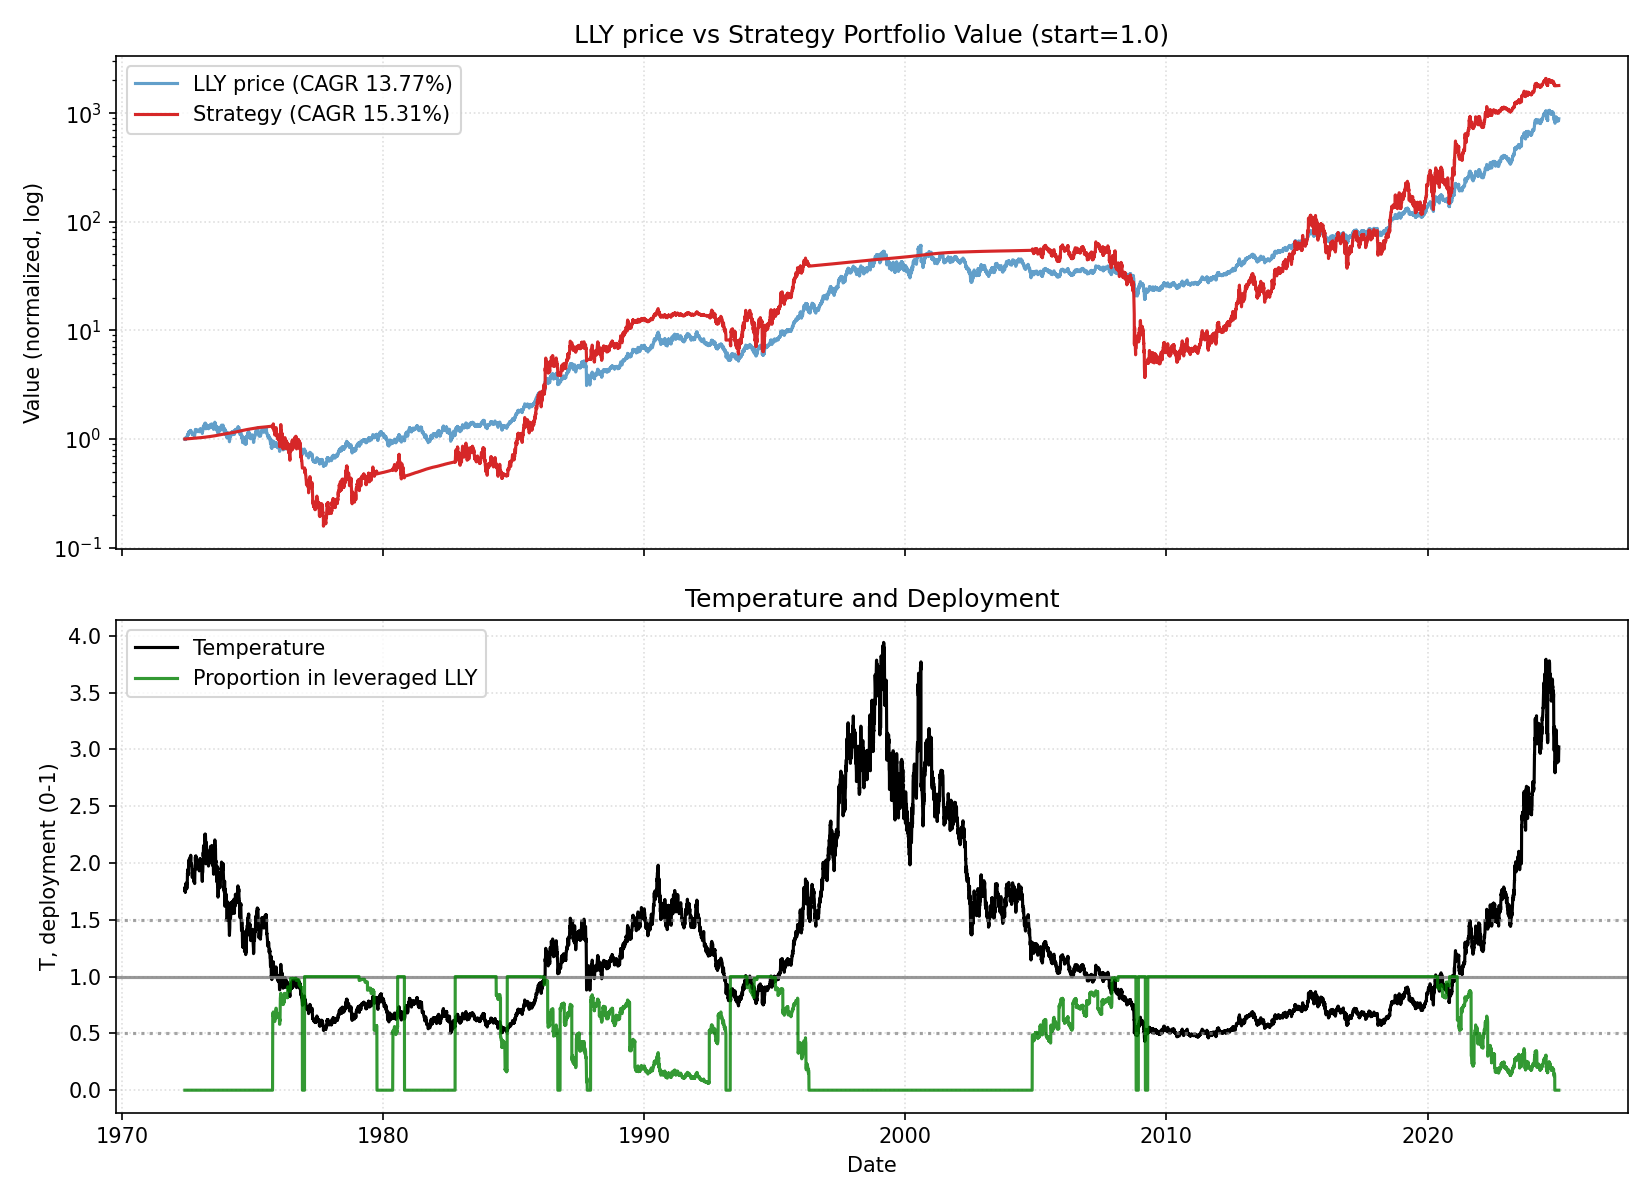 LLY price vs Strategy Portfolio Value (start=1.0)
LLY price (CAGR 13.77%)
Strategy (CAGR 15.31%)
Value (normalized, log)
10³
10²
10¹
10⁰
10⁻¹
Temperature and Deployment
Temperature
Proportion in leveraged LLY
T, deployment (0-1)
4.0
3.5
3.0
2.5
2.0
1.5
1.0
0.5
0.0
1970 1980 1990 2000 2010 2020
Date